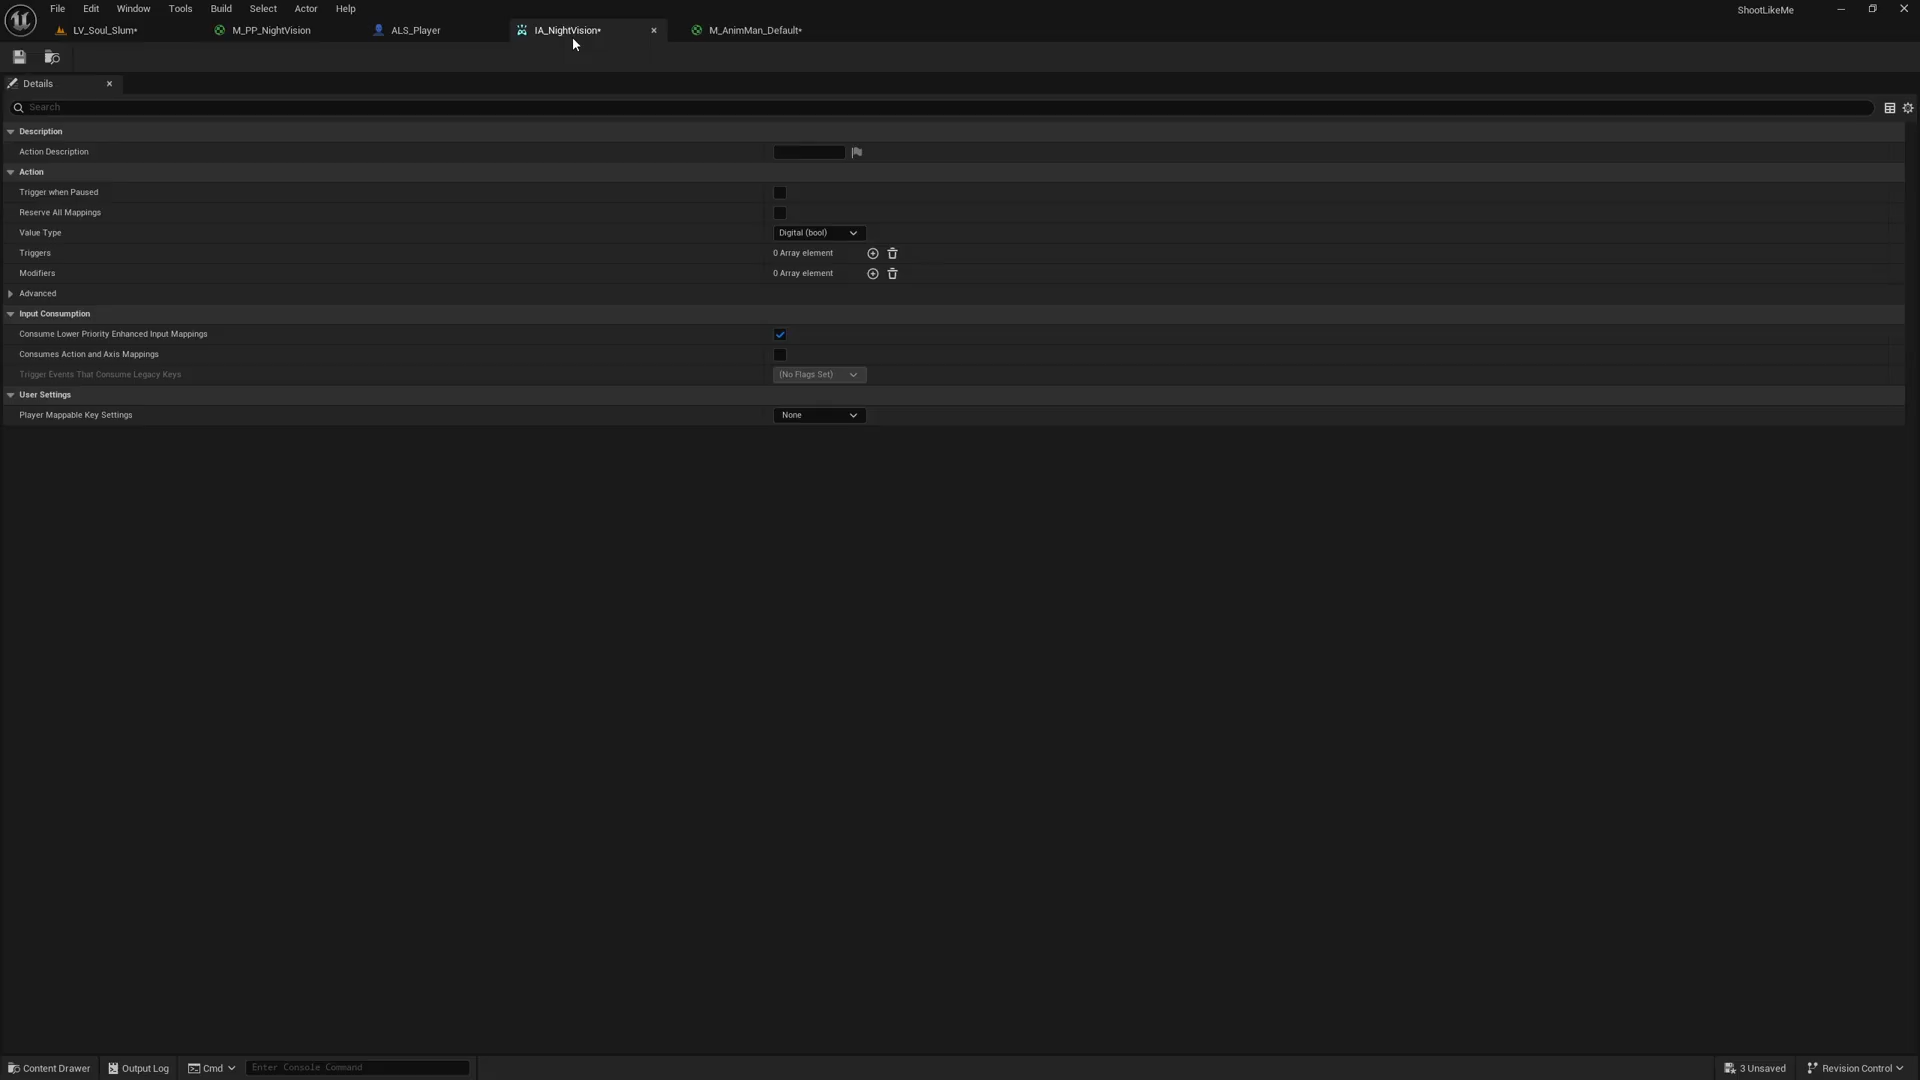 File Edit Window Tools Build Select Actor Help
ShootLikeMe
LV_Soul_Slum*
M_PP_NightVision
ALS_Player
IA_NightVision*
M_AnimMan_Default*
Details
Search
Description
Action Description
Action
Trigger when Paused
Reserve All Mappings
Value Type
Digital (bool)
Triggers
0 Array element
Modifiers
0 Array element
Advanced
Input Consumption
Consume Lower Priority Enhanced Input Mappings
Consumes Action and Axis Mappings
Trigger Events That Consume Legacy Keys
(No Flags Set)
User Settings
Player Mappable Key Settings
None
Content Drawer
Output Log
Cmd
Enter Console Command
3 Unsaved
Revision Control